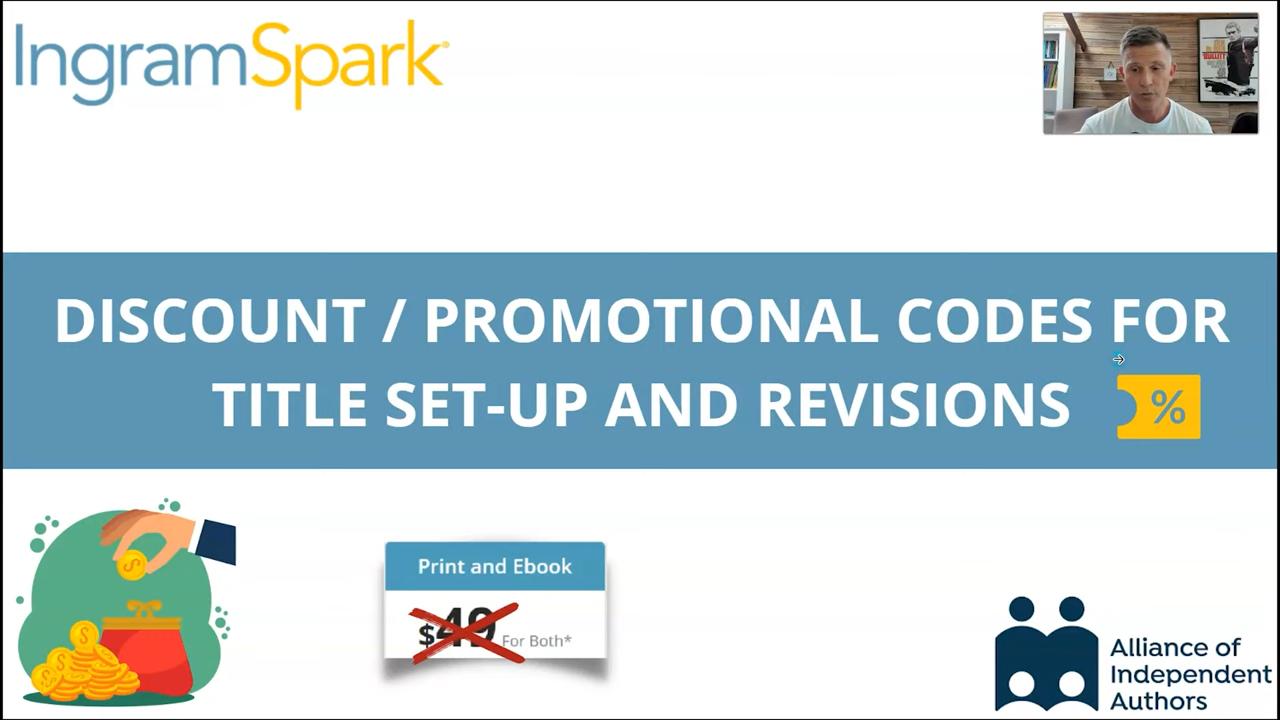 IngramSpark®
DISCOUNT / PROMOTIONAL CODES FOR
TITLE SET-UP AND REVISIONS %
Print and Ebook
$49 For Both*
Alliance of
Independent
Authors